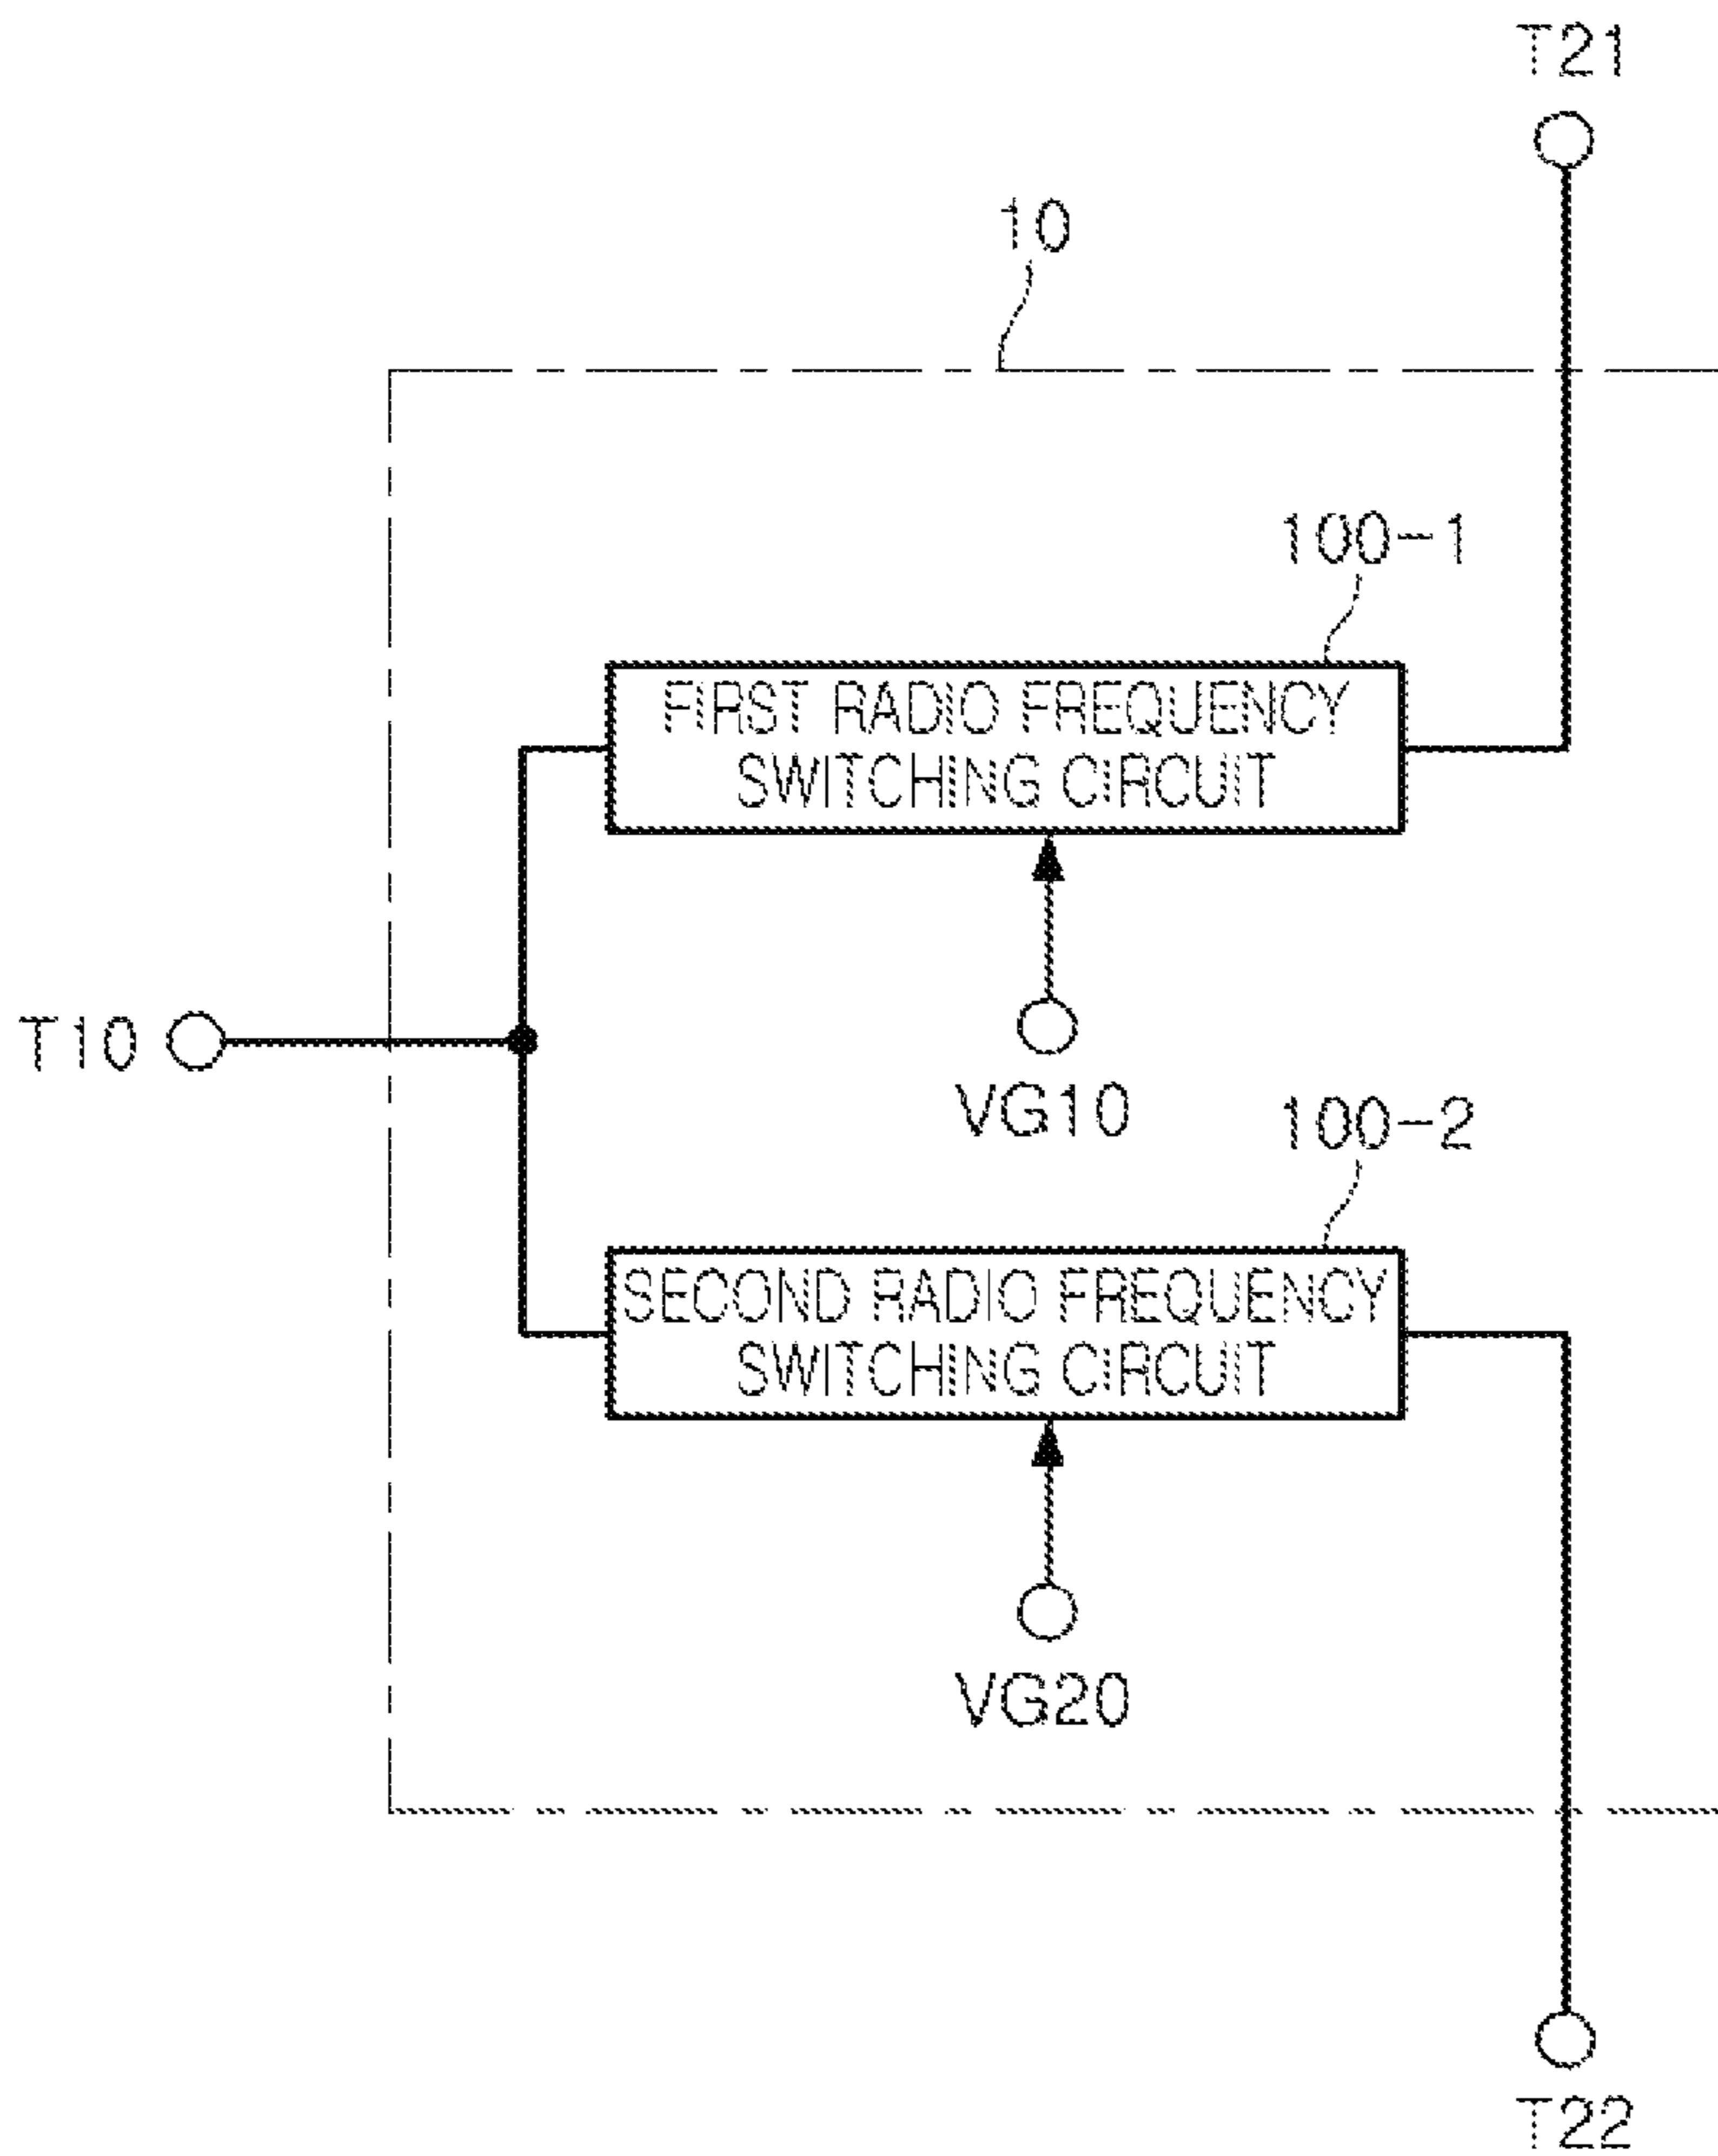 T21
10
100-1
FIRST RADIO FREQUENCY
SWITCHING CIRCUIT
T10
VG10
100-2
SECOND RADIO FREQUENCY
SWITCHING CIRCUIT
VG20
T22